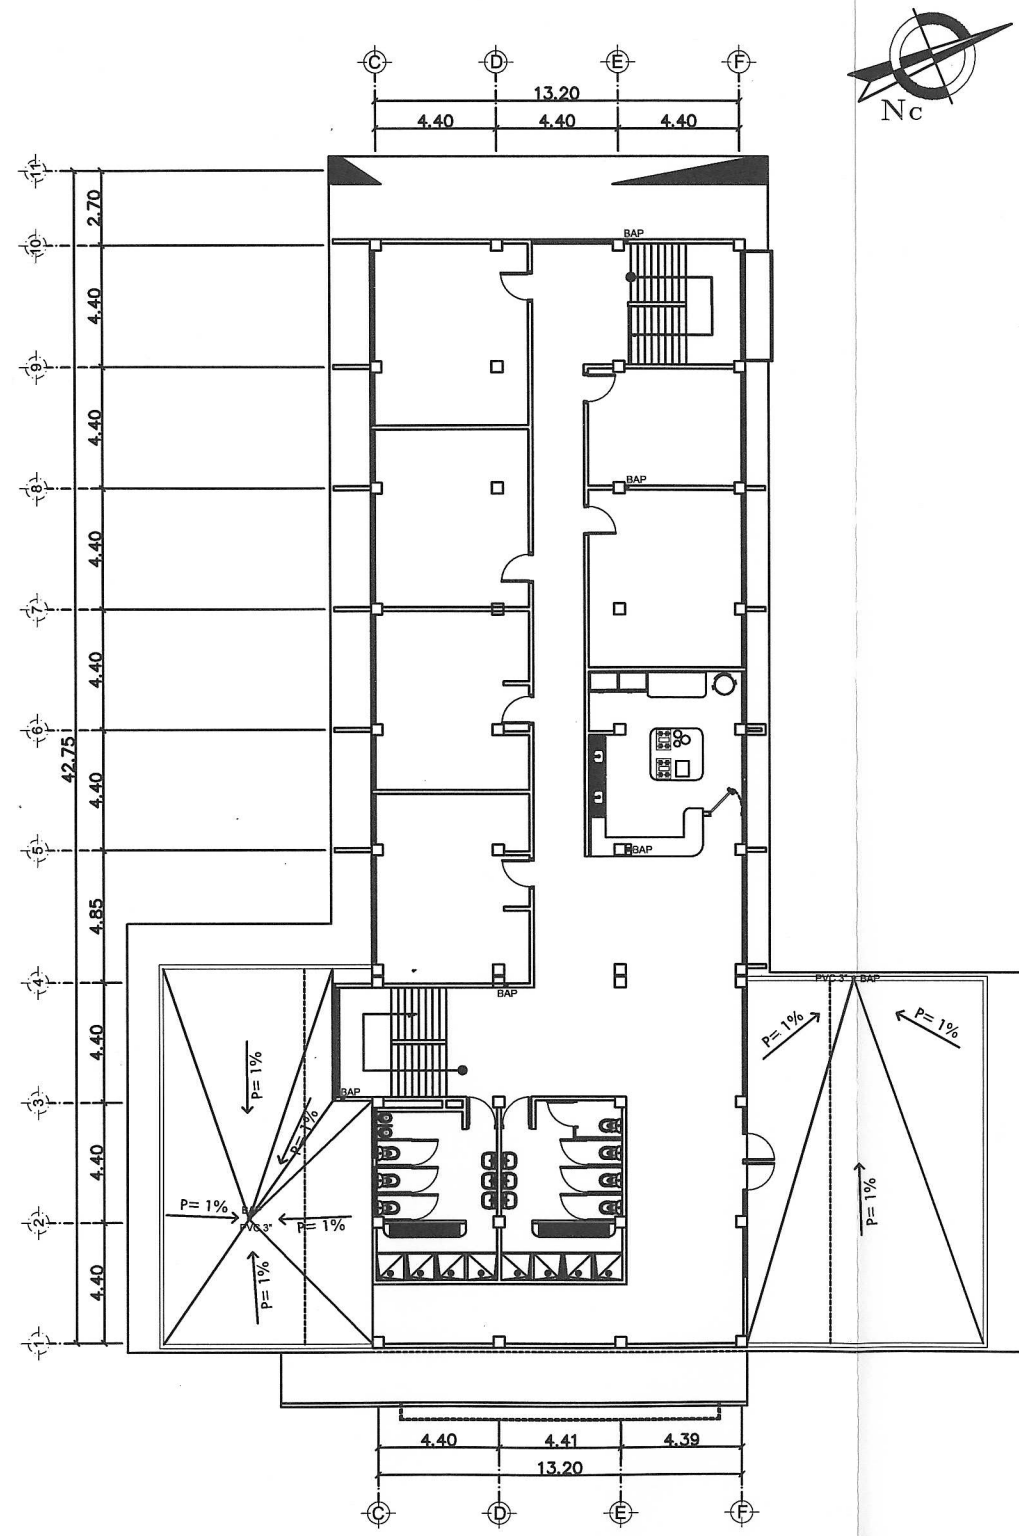 Nc
C D E F
13.20
4.40 4.40 4.40
11
2.70
10
BAP
4.40
9
4.40
8
BAP
4.40
7
4.40
6
42.75
4.40
5
BAP
4.85
4
BAP
PVC 3" BAP
P= 1%
P= 1%
4.40
P= 1%
BAP
3
P= 1%
4.40
P= 1%
P= 1%
BAP
2
PVC 3"
P= 1%
P= 1%
4.40
1
4.40 4.41 4.39
13.20
C D E F